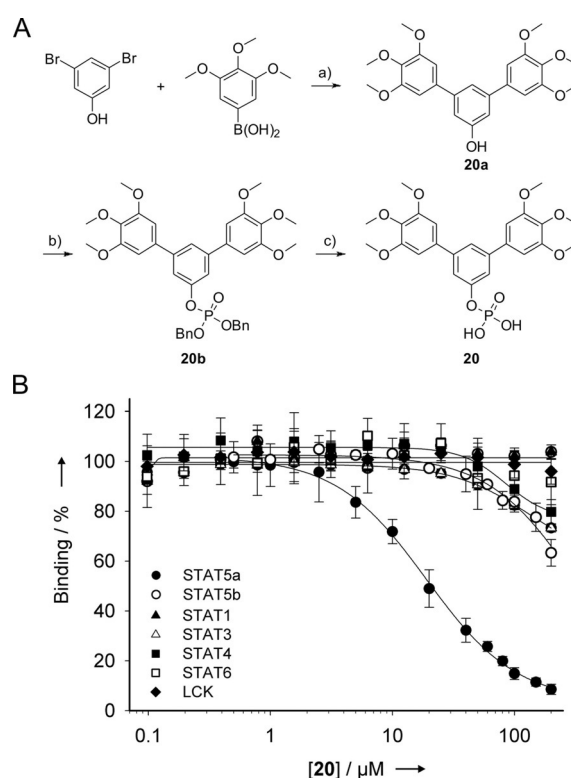 A
Br
Br
OH
+
O
O
O
B(OH)2
a)
O
O
O
O
O
O
OH
20a
b)
O
O
O
O
O
O
O
O
P
BnO
OBn
20b
c)
O
O
O
O
O
O
O
O
P
HO
OH
20
B
120
100
80
60
40
20
0
Binding / %
STAT5a
STAT5b
STAT1
STAT3
STAT4
STAT6
LCK
0.1
1
10
100
[20] / µM